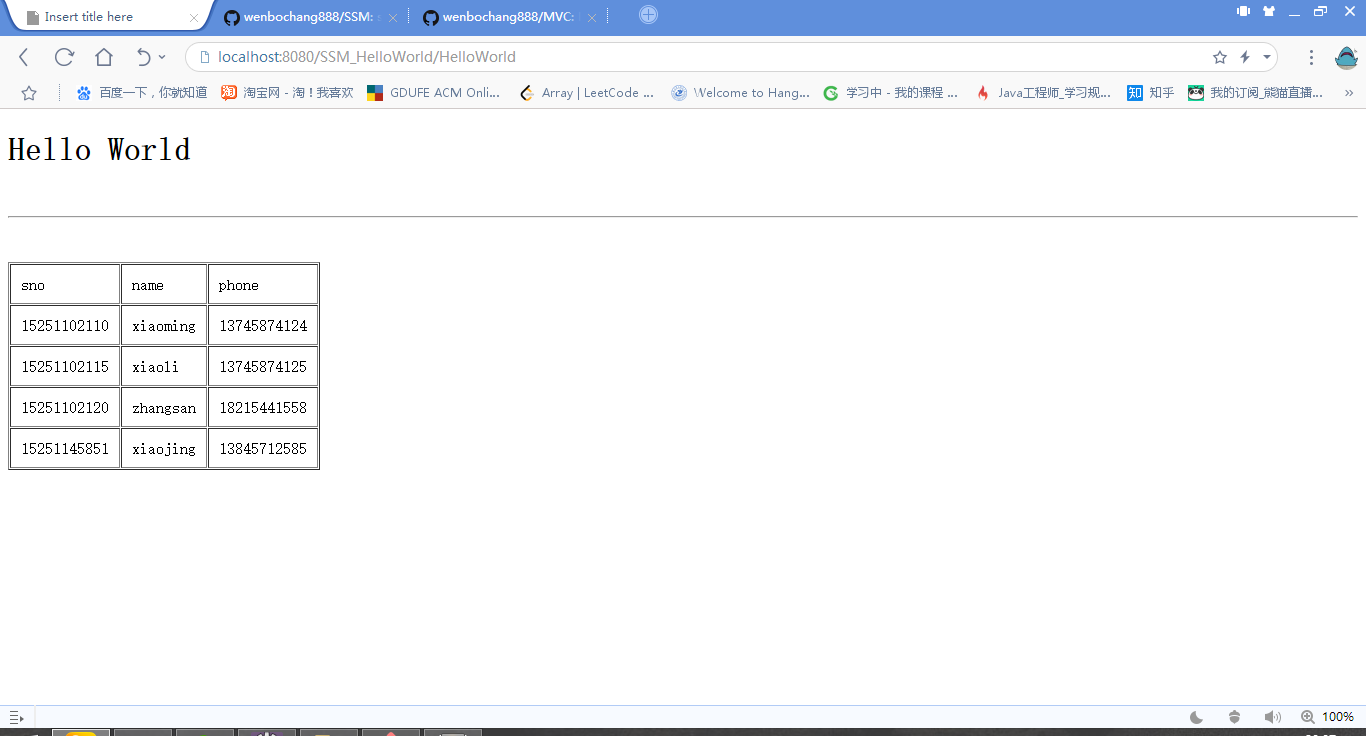 Insert title here
wenbochang888/SSM:
wenbochang888/MVC:
localhost:8080/SSM_HelloWorld/HelloWorld
百度一下，你就知道 淘宝网 - 淘！我喜欢 GDUFE ACM Onli... Array | LeetCode ... Welcome to Hang... 学习中 - 我的课程 ... Java工程师_学习规... 知乎 我的订阅_熊猫直播...
Hello World
sno name phone
15251102110 xiaoming 13745874124
15251102115 xiaoli 13745874125
15251102120 zhangsan 18215441558
15251145851 xiaojing 13845712585
100%